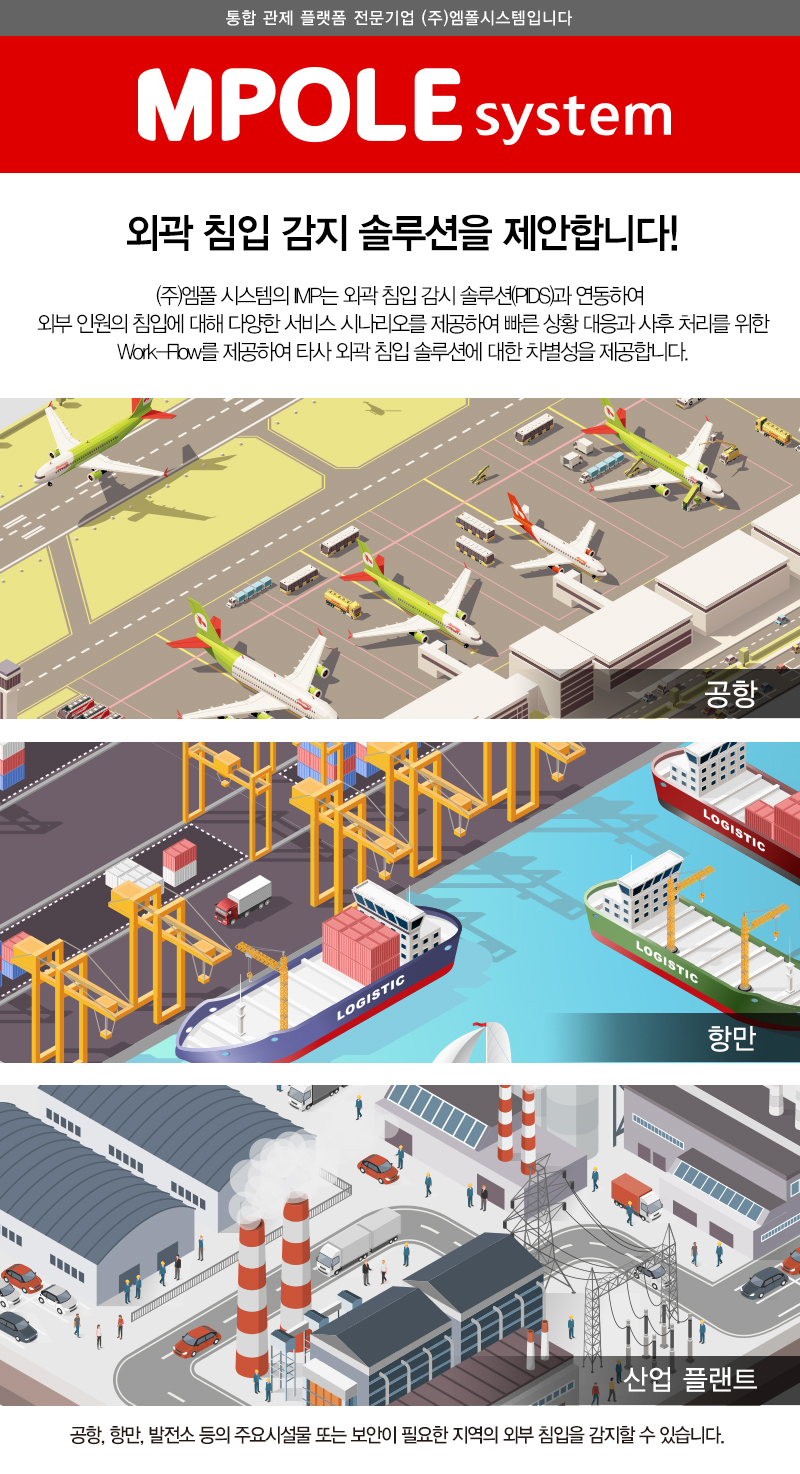 통합 관제 플랫폼 전문기업 (주)엠폴시스템입니다
MPOLE system
외곽 침입 감지 솔루션을 제안합니다!
(주)엠폴 시스템의 IMP는 외곽 침입 감시 솔루션(PIDS)과 연동하여
외부 인원의 침입에 대해 다양한 서비스 시나리오를 제공하여 빠른 상황 대응과 사후 처리를 위한
Work-Flow를 제공하여 타사 외곽 침입 솔루션에 대한 차별성을 제공합니다.
공항
LOGISTIC
LOGISTIC
LOGISTIC
항만
산업 플랜트
공항, 항만, 발전소 등의 주요시설물 또는 보안이 필요한 지역의 외부 침입을 감지할 수 있습니다.